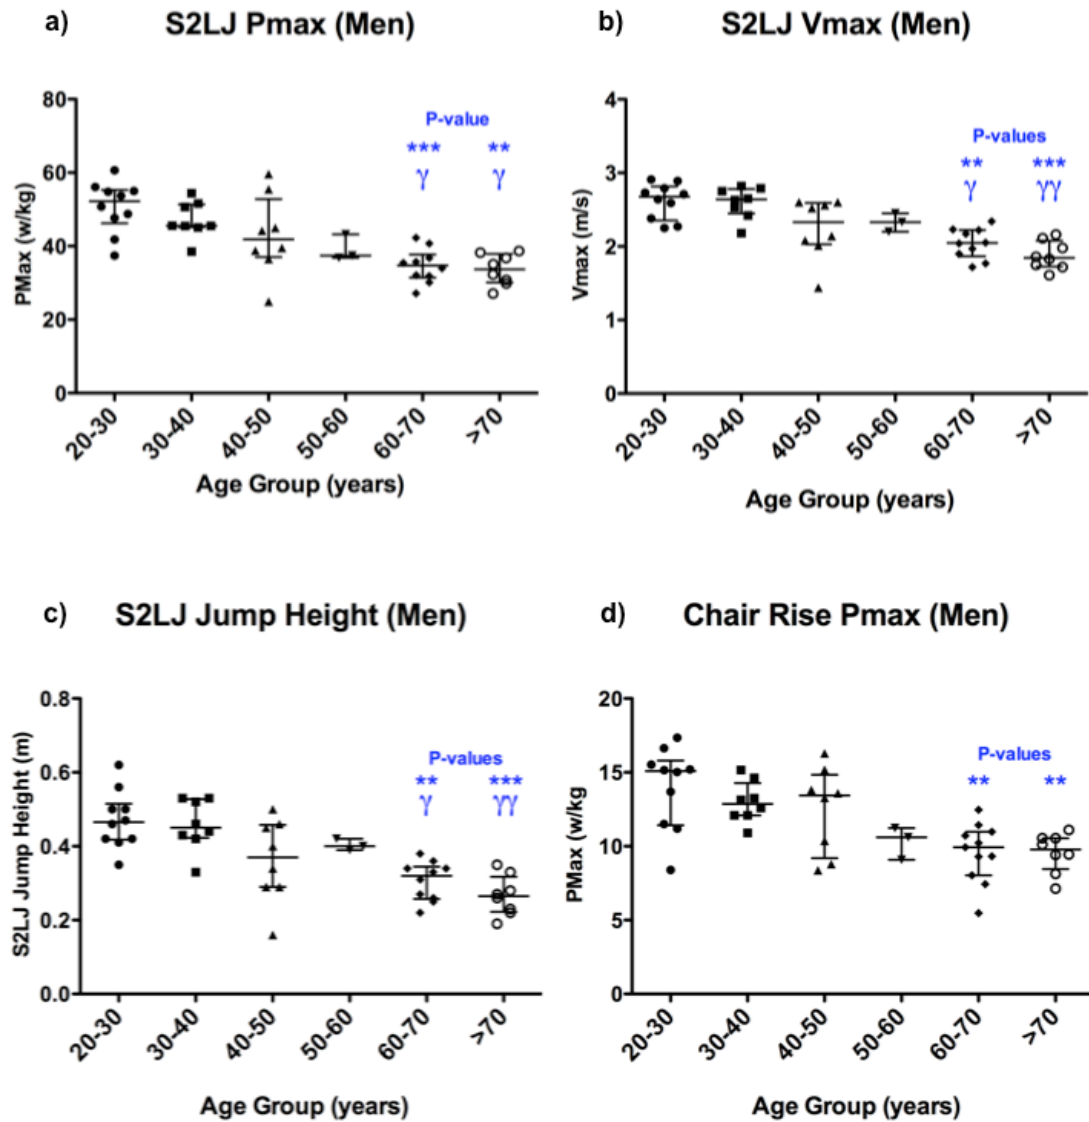 a) S2LJ Pmax (Men)
PMax (w/kg)
80
60
40
20
0
P-value
*** **
γ γ
20-30 30-40 40-50 50-60 60-70 >70
Age Group (years)
b) S2LJ Vmax (Men)
Vmax (m/s)
4
3
2
1
0
P-values
** ***
γ γγ
20-30 30-40 40-50 50-60 60-70 >70
Age Group (years)
c) S2LJ Jump Height (Men)
S2LJ Jump Height (m)
0.8
0.6
0.4
0.2
0.0
P-values
** ***
γ γγ
20-30 30-40 40-50 50-60 60-70 >70
Age Group (years)
d) Chair Rise Pmax (Men)
PMax (w/kg
20
15
10
5
0
P-values
** **
20-30 30-40 40-50 50-60 60-70 >70
Age Group (years)